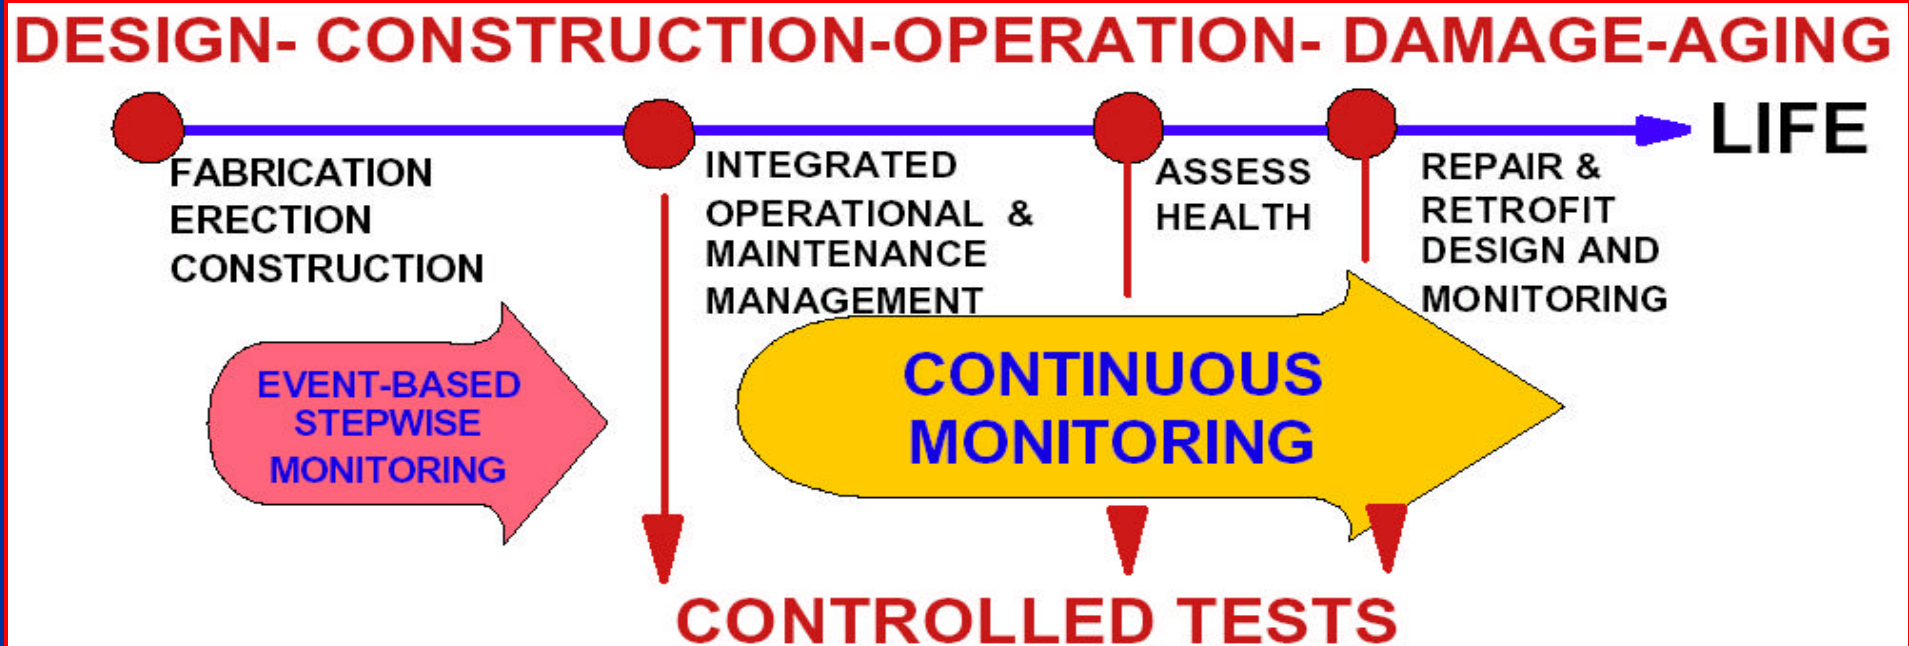 DESIGN- CONSTRUCTION-OPERATION- DAMAGE-AGING
LIFE
FABRICATION
ERECTION
CONSTRUCTION
INTEGRATED
OPERATIONAL &
MAINTENANCE
MANAGEMENT
ASSESS
HEALTH
REPAIR &
RETROFIT
DESIGN AND
MONITORING
EVENT-BASED
STEPWISE
MONITORING
CONTINUOUS
MONITORING
CONTROLLED TESTS